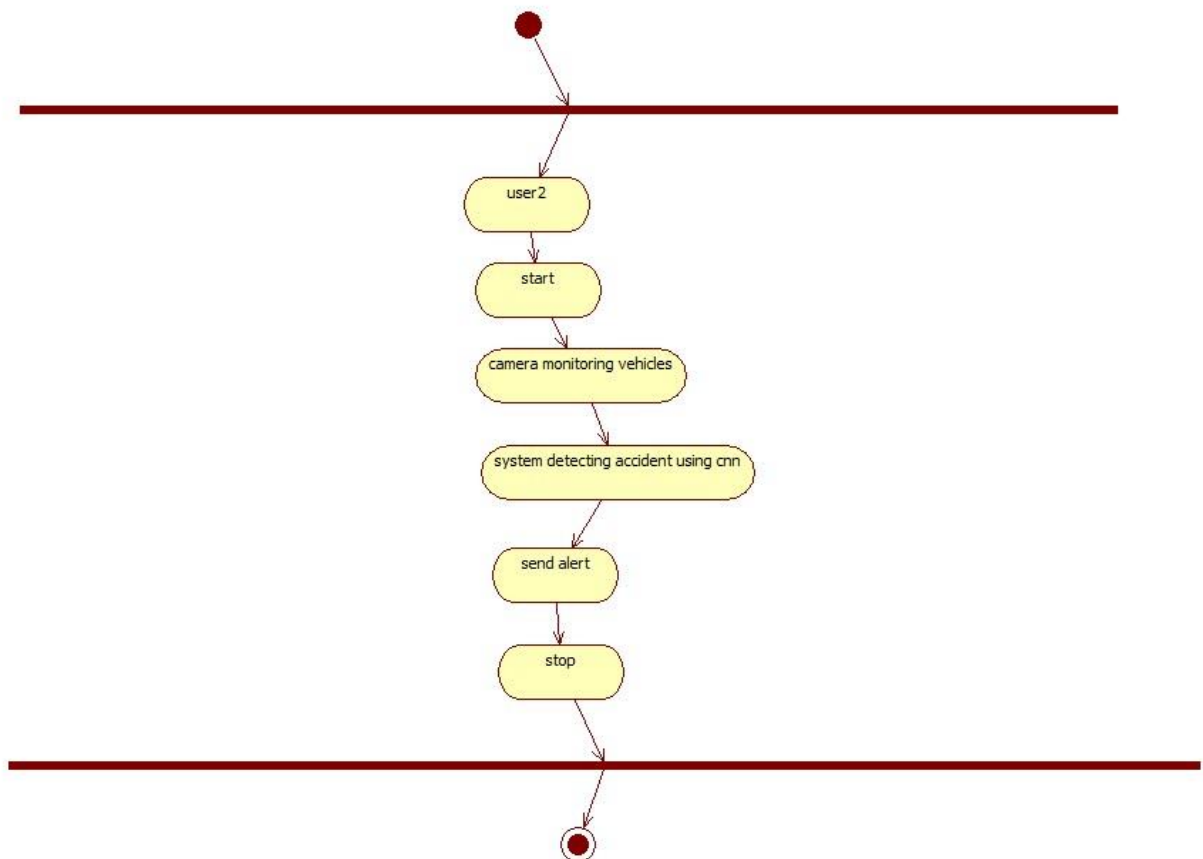 user2
start
camera monitoring vehicles
system detecting accident using cnn
send alert
stop